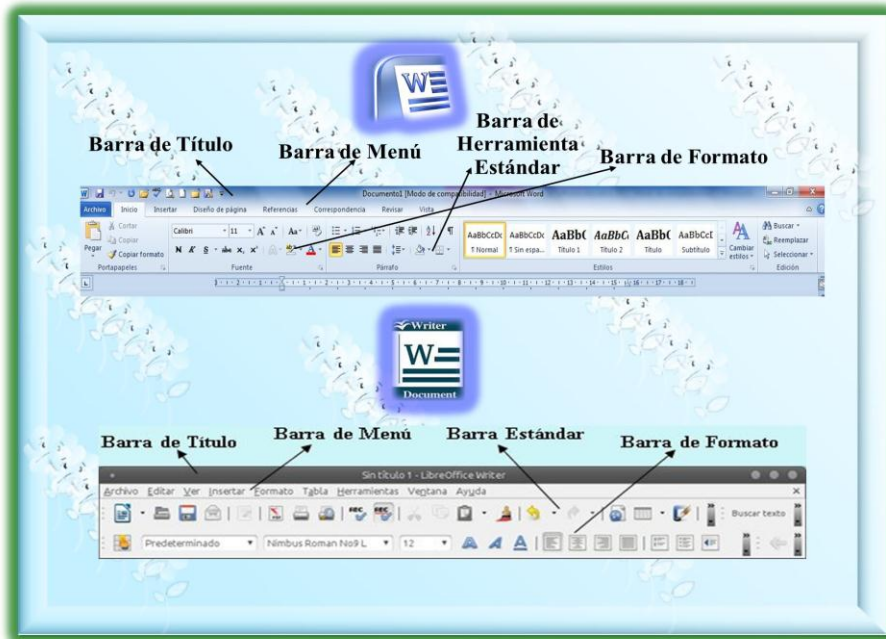 W
Barra de Título
Barra de Menú
Barra de
Herramienta
Estándar
Barra de Formato
Documento1 [Modo de compatibilidad] - Microsoft Word
Archivo Inicio Insertar Diseño de página Referencias Correspondencia Revisar Vista
Pegar
Cortar
Copiar
Copiar formato
Portapapeles
Calibri 11
N K S abc x, x²
Fuente
Párrafo
AaBbCcDc AaBbCcDc AaBbC AaBbC AaBb( AaBbCcI
¶ Normal ¶ Sin espa... Título 1 Título 2 Título Subtítulo
Estilos
Cambiar
estilos
Buscar
Reemplazar
Seleccionar
Edición
Writer
W
Document
Barra de Título
Barra de Menú
Barra Estándar
Barra de Formato
Sin título 1 - LibreOffice Writer
Archivo Editar Ver Insertar Formato Tabla Herramientas Ventana Ayuda
Buscar texto
Predeterminado Nimbus Roman No9 L 12